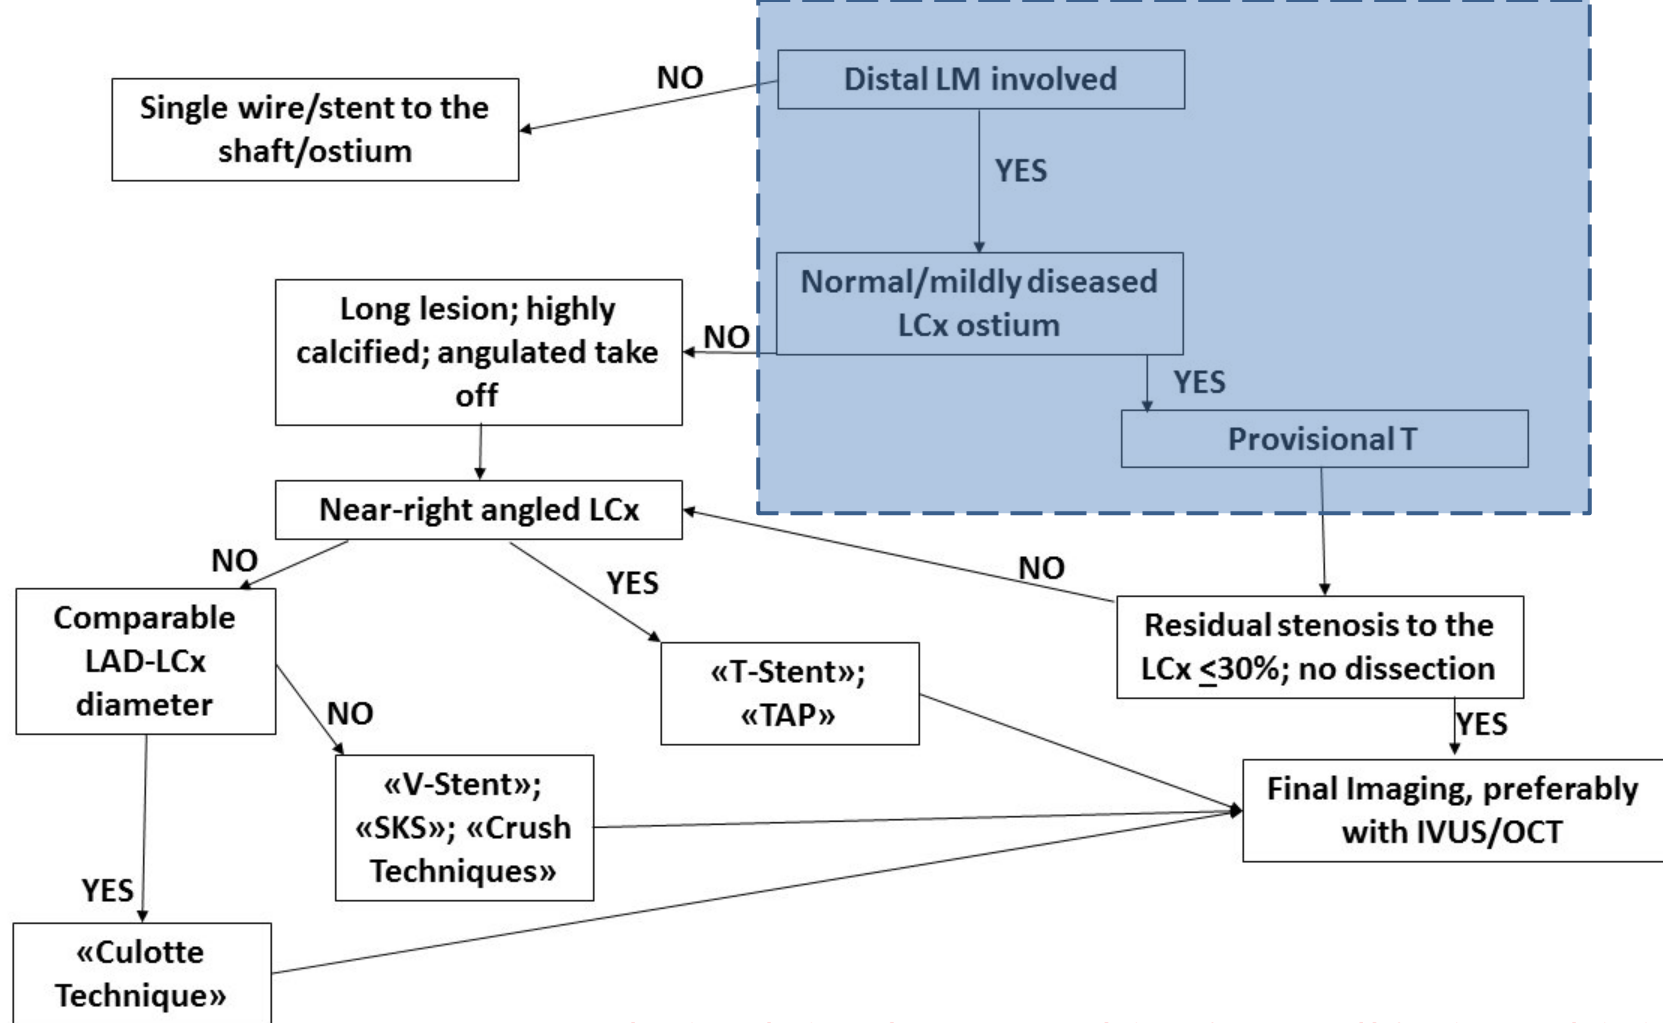 Distal LM involved
NO
Single wire/stent to the
shaft/ostium
YES
Normal/mildly diseased
LCx ostium
NO
Long lesion; highly
calcified; angulated take
off
YES
Provisional T
Near-right angled LCx
NO
YES
NO
Comparable
LAD-LCx
diameter
Residual stenosis to the
LCx ≤30%; no dissection
«T-Stent»;
«TAP»
NO
YES
«V-Stent»;
«SKS»; «Crush
Techniques»
Final Imaging, preferably
with IVUS/OCT
YES
«Culotte
Technique»